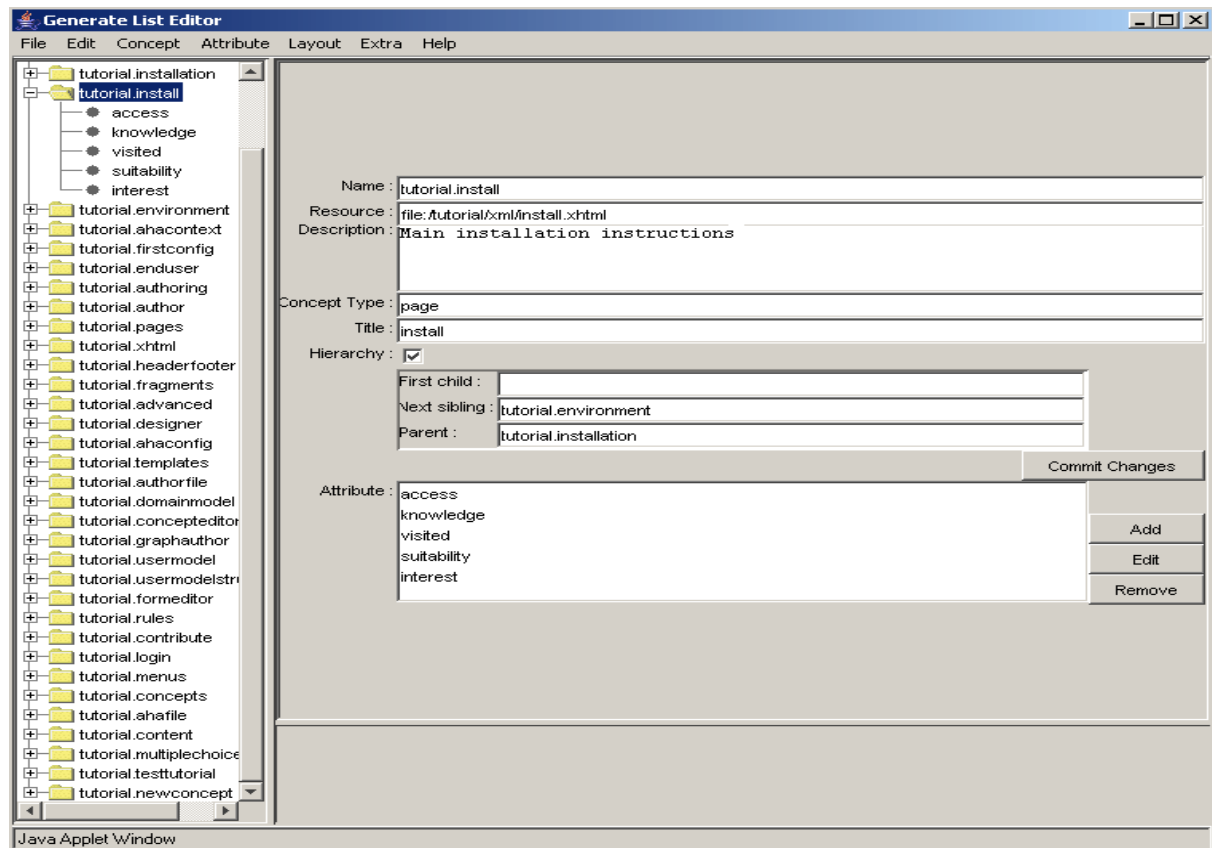 Generate List Editor
File Edit Concept Attribute Layout Extra Help
tutorial.installation
tutorial.install
access
knowledge
visited
suitability
interest
tutorial.environment
tutorial.ahacontext
tutorial.firstconfig
tutorial.enduser
tutorial.authoring
tutorial.author
tutorial.pages
tutorial.xhtml
tutorial.headerfooter
tutorial.fragments
tutorial.advanced
tutorial.designer
tutorial.ahaconfig
tutorial.templates
tutorial.authorfile
tutorial.domainmodel
tutorial.concepteditor
tutorial.graphauthor
tutorial.usermodel
tutorial.usermodelstr
tutorial.formeditor
tutorial.rules
tutorial.contribute
tutorial.login
tutorial.menus
tutorial.concepts
tutorial.ahafile
tutorial.content
tutorial.multiplechoice
tutorial.testtutorial
tutorial.newconcept
Name : tutorial.install
Resource : file:/tutorial/xml/install.xhtml
Description : Main installation instructions
Concept Type : page
Title : install
Hierarchy :
First child :
Next sibling : tutorial.environment
Parent : tutorial.installation
Commit Changes
Attribute : access
knowledge
visited
suitability
interest
Add
Edit
Remove
Java Applet Window